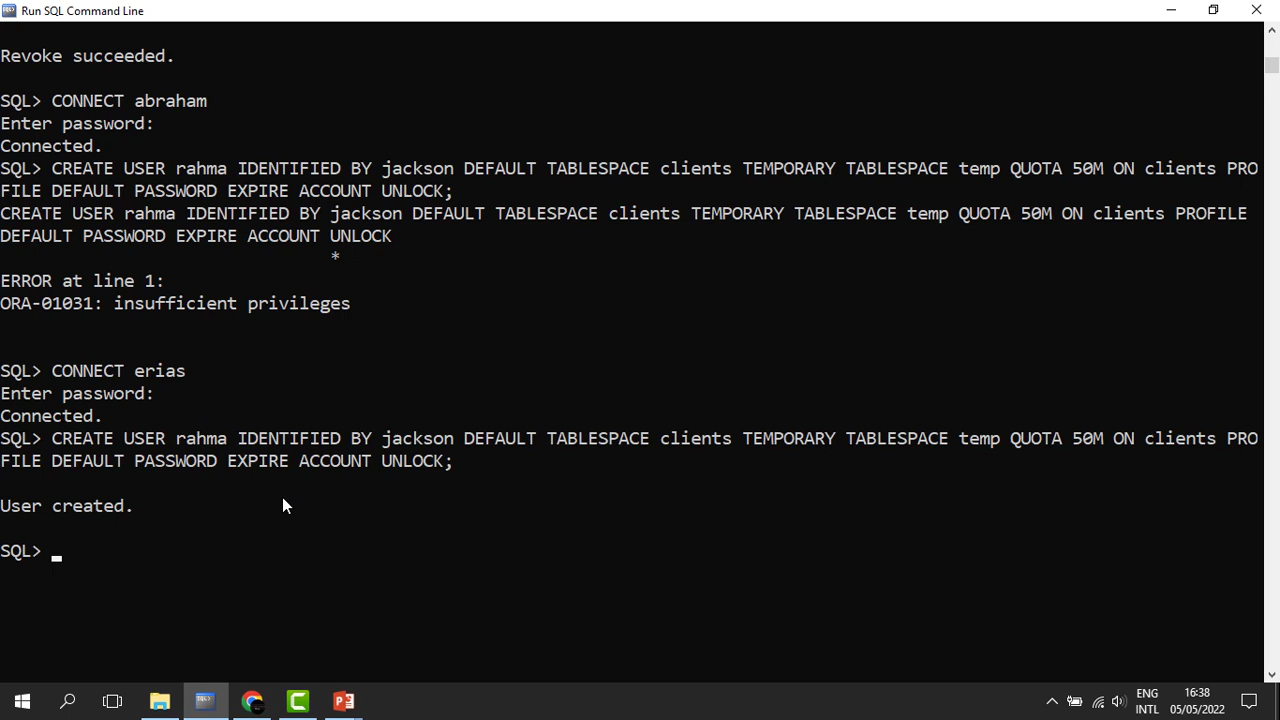 Run SQL Command Line
Revoke succeeded.
SQL> CONNECT abraham
Enter password:
Connected.
SQL> CREATE USER rahma IDENTIFIED BY jackson DEFAULT TABLESPACE clients TEMPORARY TABLESPACE temp QUOTA 50M ON clients PRO
FILE DEFAULT PASSWORD EXPIRE ACCOUNT UNLOCK;
CREATE USER rahma IDENTIFIED BY jackson DEFAULT TABLESPACE clients TEMPORARY TABLESPACE temp QUOTA 50M ON clients PROFILE
DEFAULT PASSWORD EXPIRE ACCOUNT UNLOCK
*
ERROR at line 1:
ORA-01031: insufficient privileges
SQL> CONNECT erias
Enter password:
Connected.
SQL> CREATE USER rahma IDENTIFIED BY jackson DEFAULT TABLESPACE clients TEMPORARY TABLESPACE temp QUOTA 50M ON clients PRO
FILE DEFAULT PASSWORD EXPIRE ACCOUNT UNLOCK;
User created.
SQL>
ENG
INTL
16:38
05/05/2022